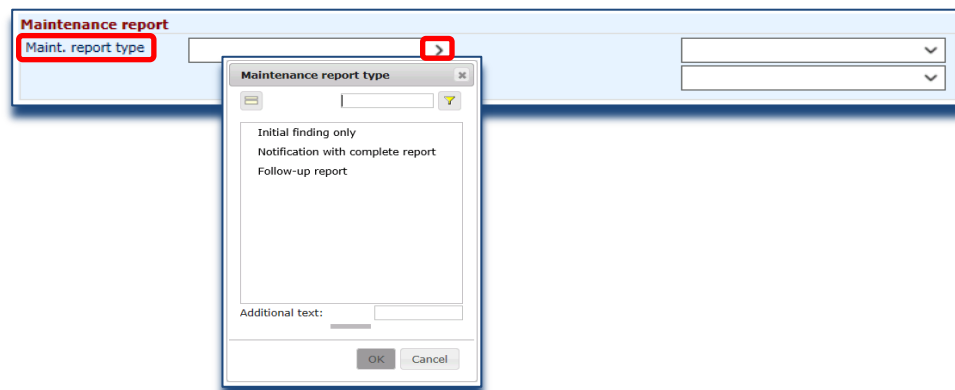 Maintenance report
Maint. report type
Maintenance report type
Initial finding only
Notification with complete report
Follow-up report
Additional text:
OK Cancel